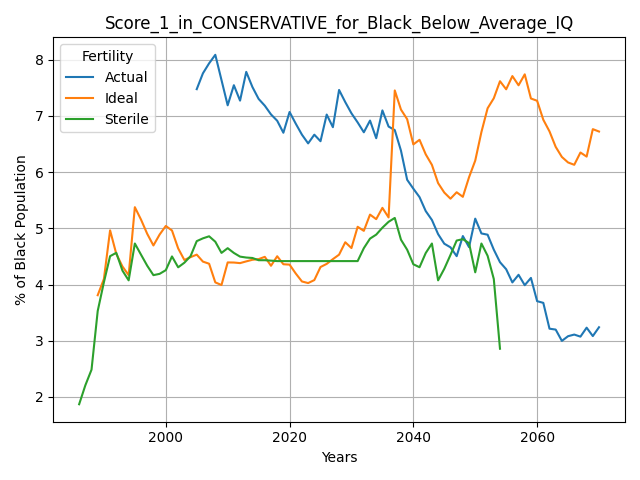 Score_1_in_CONSERVATIVE_for_Black_Below_Average_IQ
Fertility
Actual
Ideal
Sterile
% of Black Population
8
7
6
5
4
3
2
2000 2020 2040 2060
Years